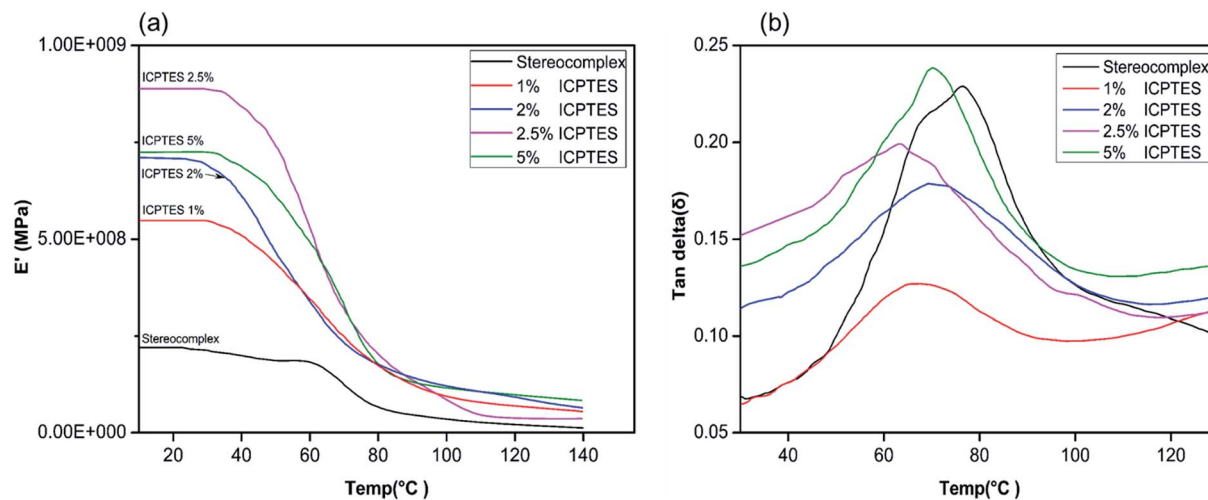 (a)
1.00E+009
5.00E+008
0.00E+000
E' (MPa)
20 40 60 80 100 120 140
Temp(°C )
ICPTES 2.5%
ICPTES 5%
ICPTES 2%
ICPTES 1%
Stereocomplex
Stereocomplex
1% ICPTES
2% ICPTES
2.5% ICPTES
5% ICPTES
(b)
0.25
0.20
0.15
0.10
0.05
Tan delta(δ)
40 60 80 100 120
Temp(°C )
Stereocomplex
1% ICPTES
2% ICPTES
2.5% ICPTES
5% ICPTES